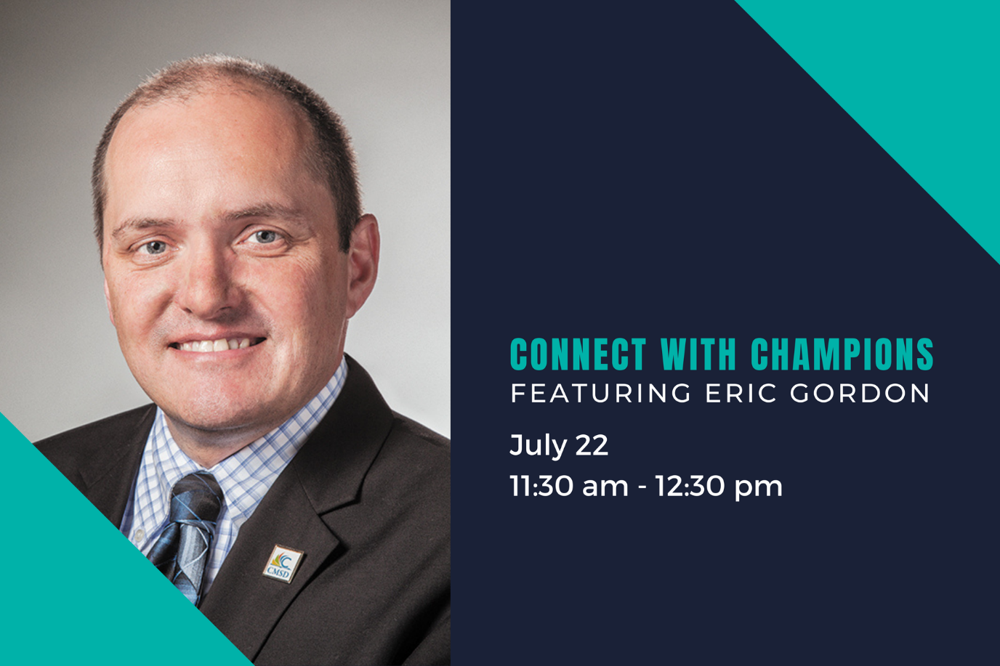 CONNECT WITH CHAMPIONS
FEATURING ERIC GORDON
July 22
11:30 am - 12:30 pm
C
CMSD